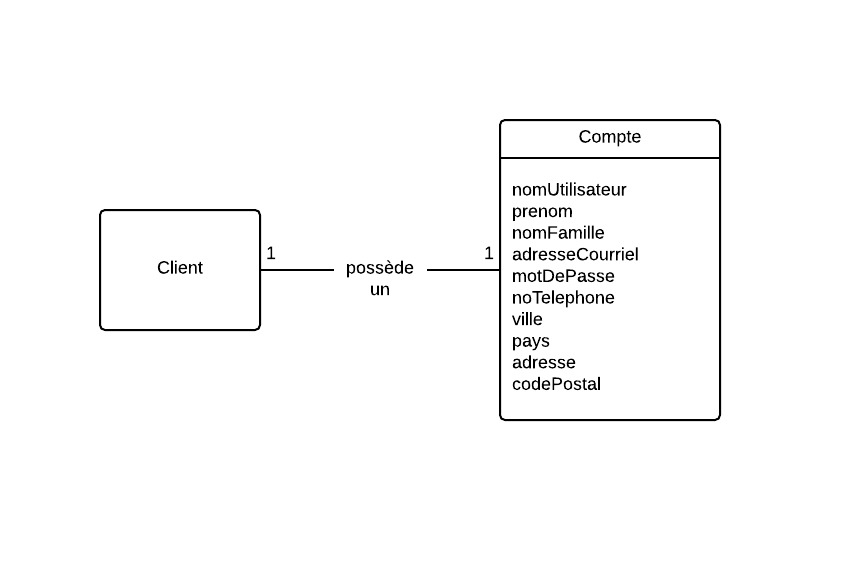 Compte
nomUtilisateur
prenom
nomFamille
adresseCourriel
motDePasse
noTelephone
ville
pays
adresse
codePostal
Client
1
possède
un
1